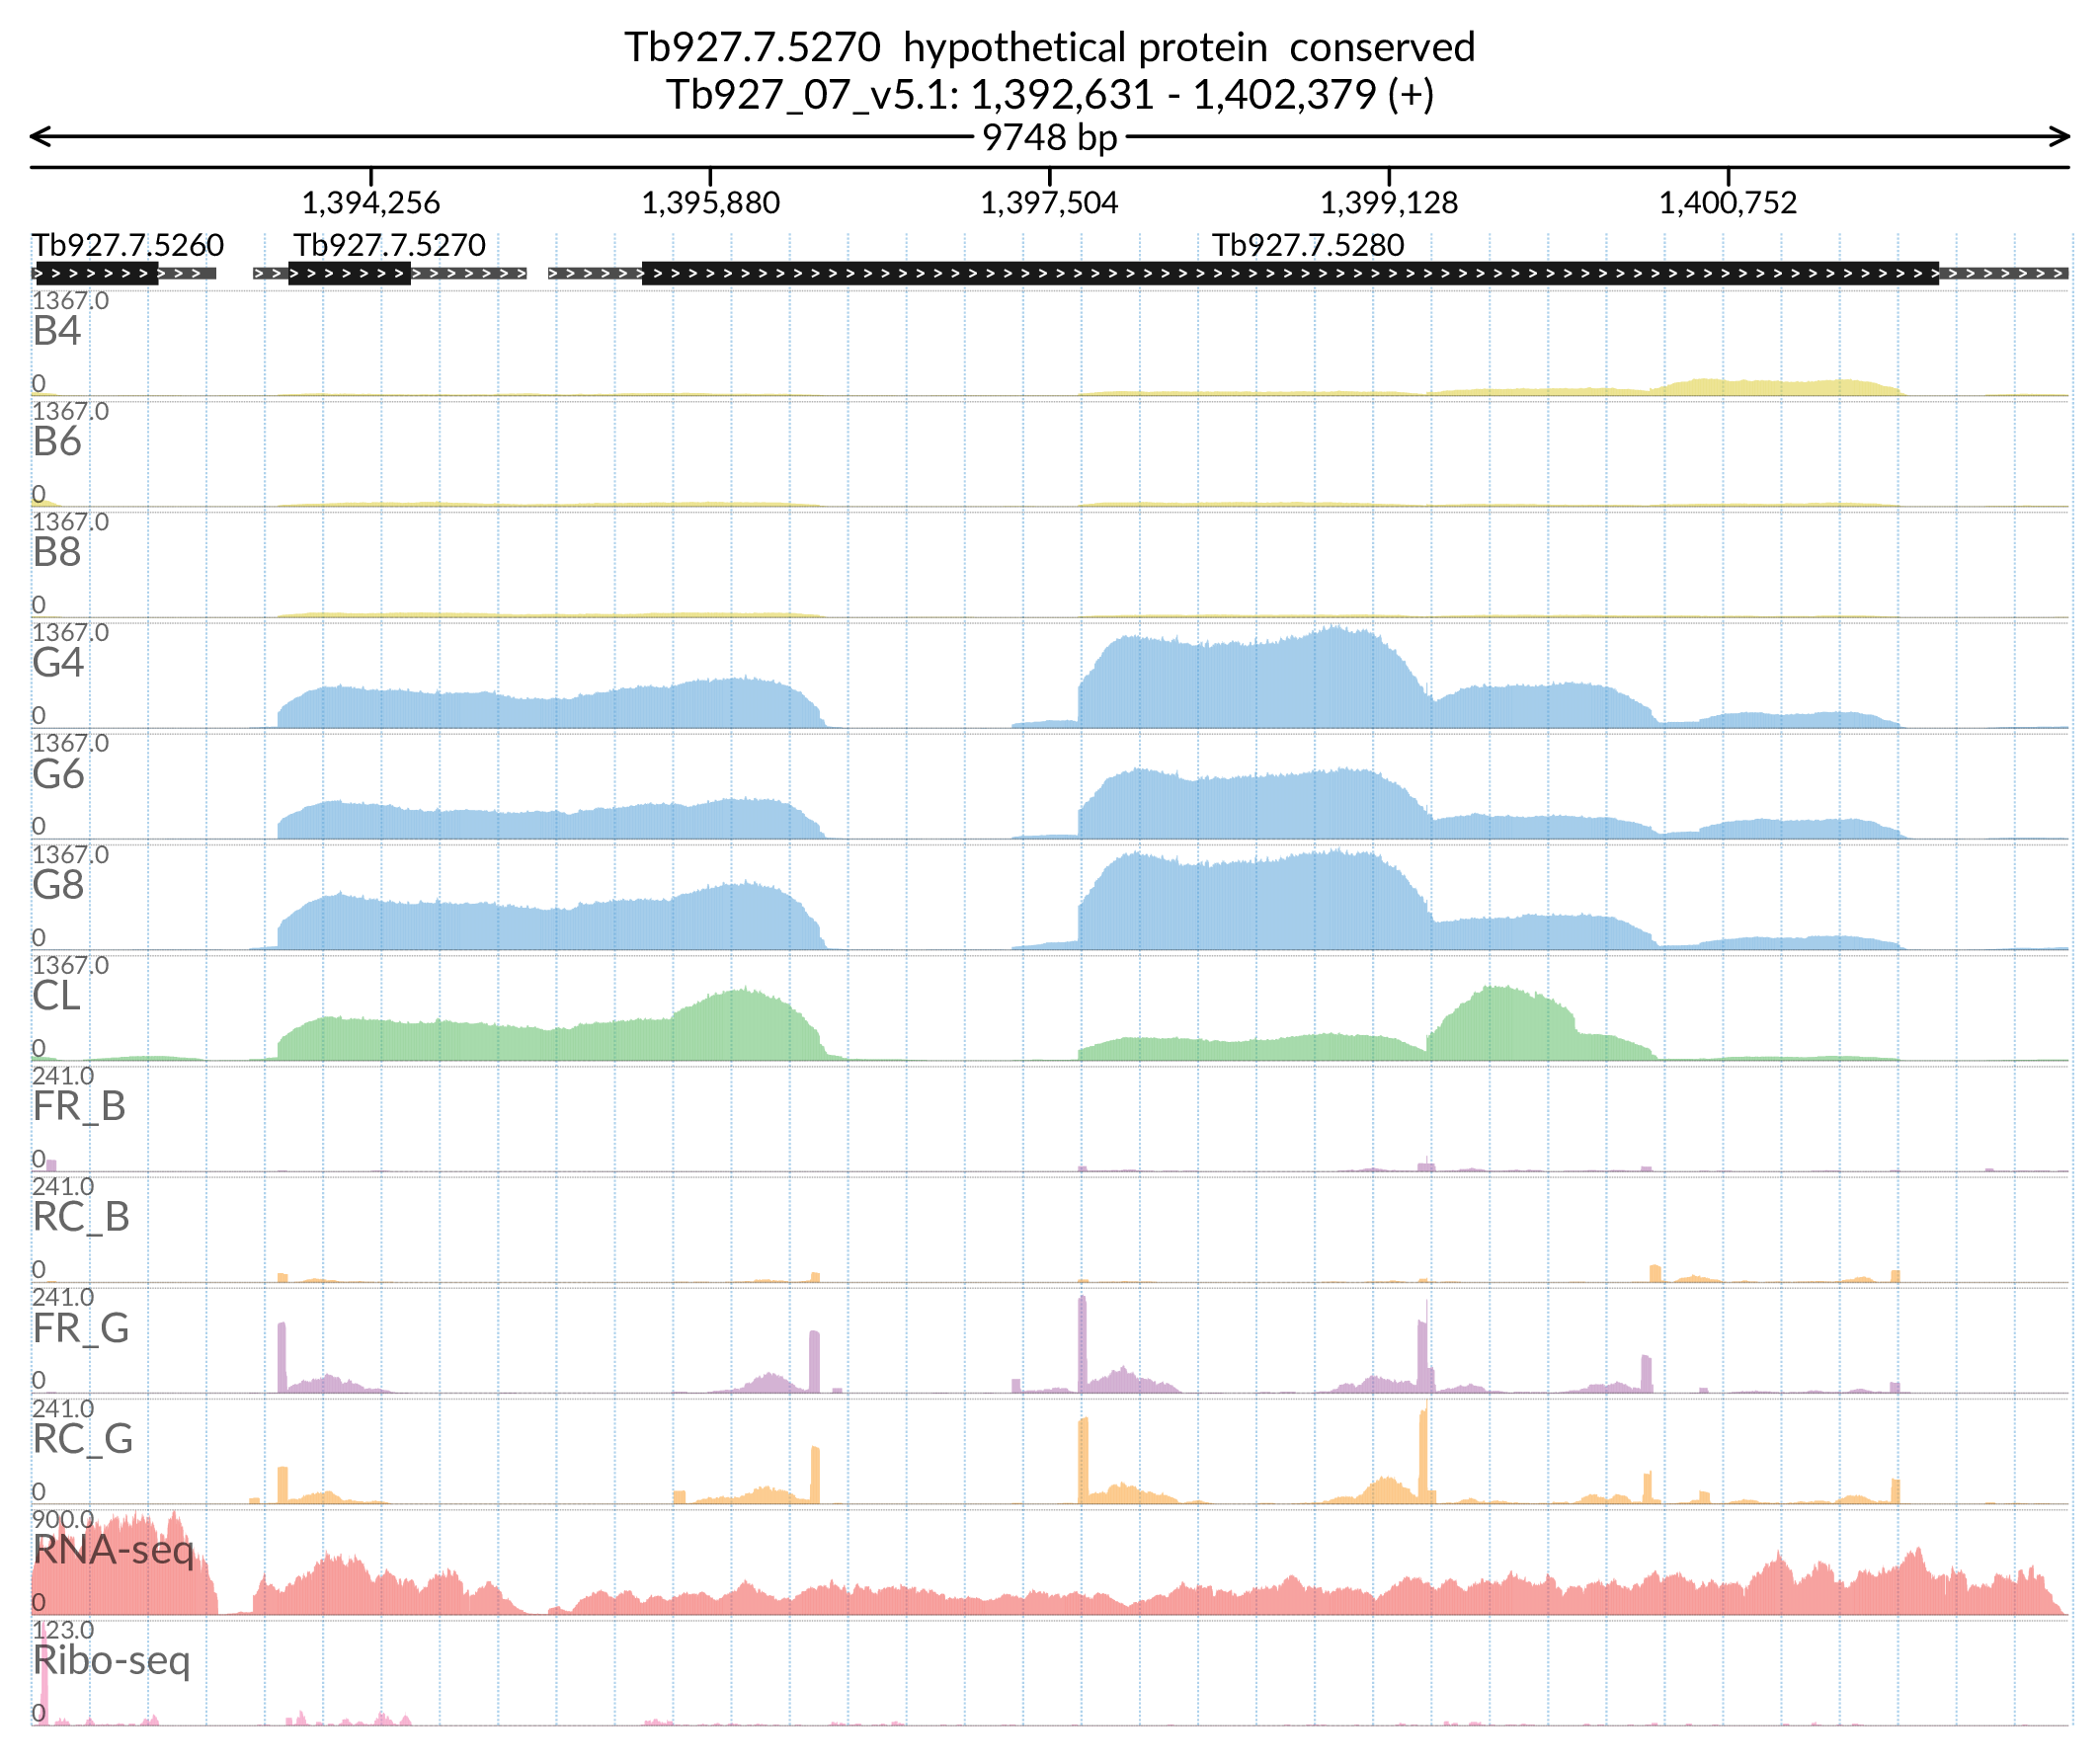 Tb927.7.5270 hypothetical protein conserved
Tb927_07_v5.1: 1,392,631 - 1,402,379 (+)
9748 bp
1,394,256 1,395,880 1,397,504 1,399,128 1,400,752
Tb927.7.5260 Tb927.7.5270 Tb927.7.5280
1367.0
B4
0
1367.0
B6
0
1367.0
B8
0
1367.0
G4
0
1367.0
G6
0
1367.0
G8
0
1367.0
CL
0
241.0
FR_B
0
241.0
RC_B
0
241.0
FR_G
0
241.0
RC_G
0
900.0
RNA-seq
0
123.0
Ribo-seq
0